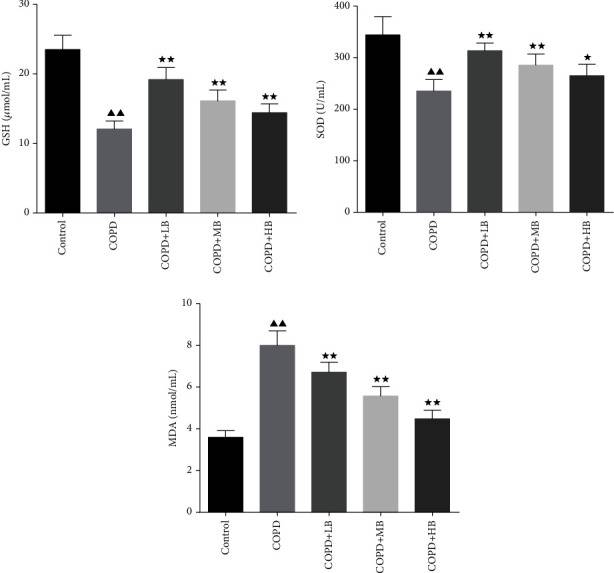 30
20
10
0
GSH (μmol/mL)
▲▲
★★
★★
★★
Control
COPD
COPD+LB
COPD+MB
COPD+HB
400
300
200
100
0
SOD (U/mL)
▲▲
★★
★★
★
Control
COPD
COPD+LB
COPD+MB
COPD+HB
10
8
6
4
2
0
MDA (nmol/mL)
▲▲
★★
★★
★★
Control
COPD
COPD+LB
COPD+MB
COPD+HB